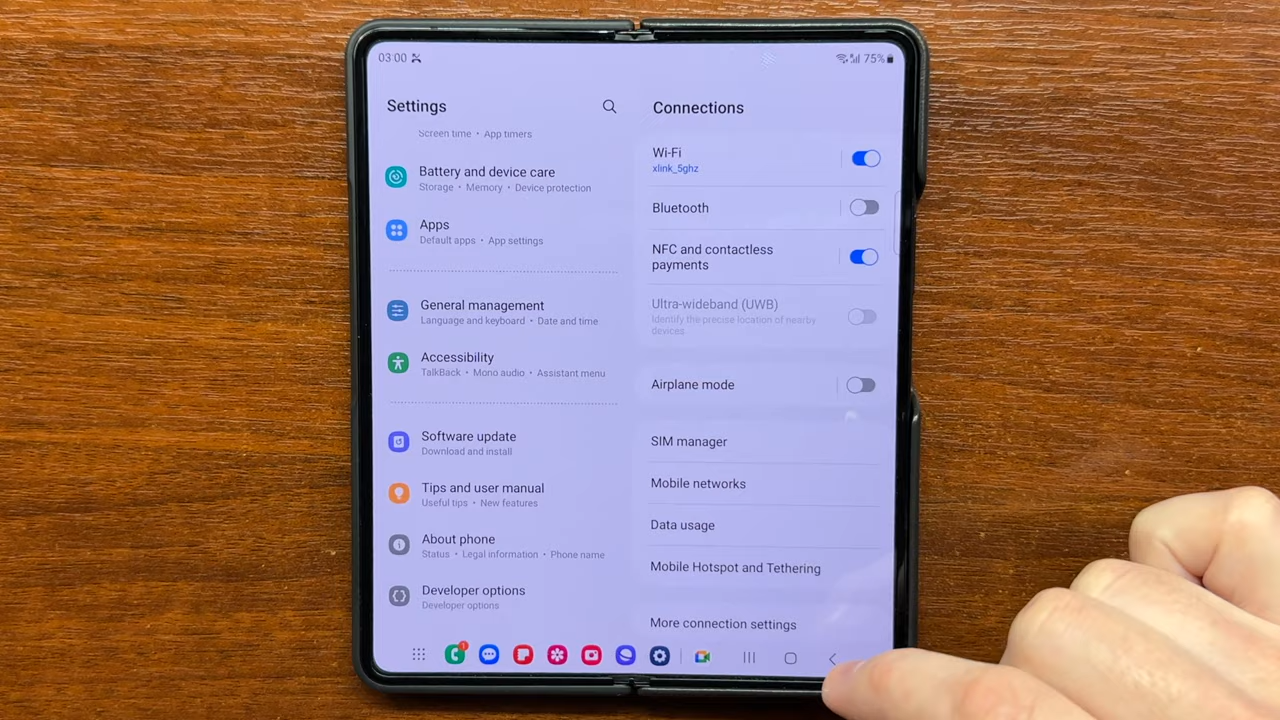 03:00
75%
Settings
Screen time • App timers
Battery and device care
Storage • Memory • Device protection
Apps
Default apps • App settings
General management
Language and keyboard • Date and time
Accessibility
TalkBack • Mono audio • Assistant menu
Software update
Download and install
Tips and user manual
Useful tips • New features
About phone
Status • Legal information • Phone name
Developer options
Developer options
Connections
Wi-Fi
xlink_5ghz
Bluetooth
NFC and contactless
payments
Ultra-wideband (UWB)
Identify the precise location of nearby
devices
Airplane mode
SIM manager
Mobile networks
Data usage
Mobile Hotspot and Tethering
More connection settings
1